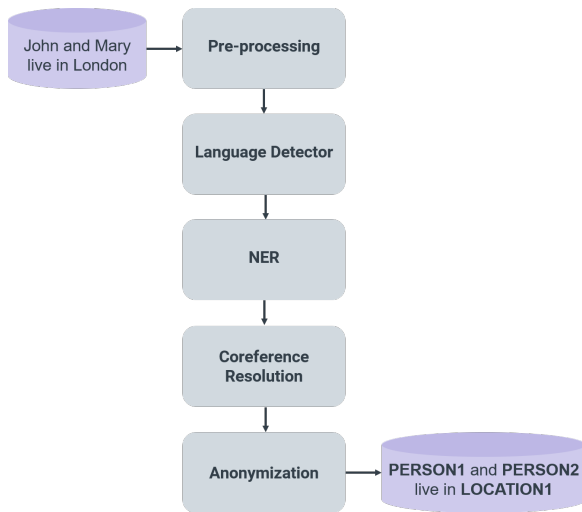 John and Mary
live in London
Pre-processing
Language Detector
NER
Coreference
Resolution
Anonymization
PERSON1 and PERSON2
live in LOCATION1